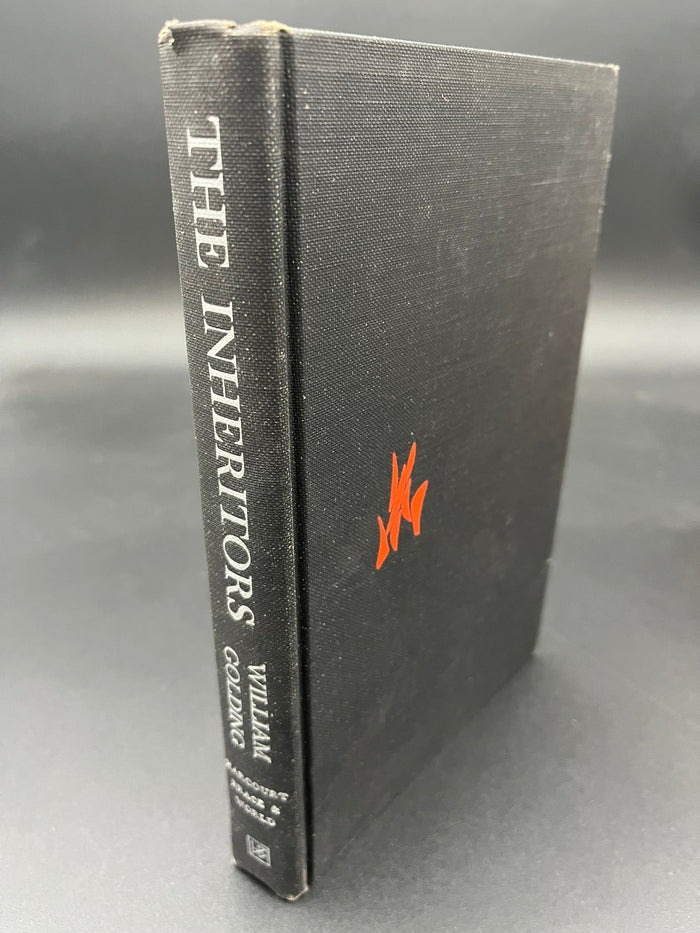 THE INHERITORS
WILLIAM
GOLDING
HARCOURT
BRACE &
WORLD